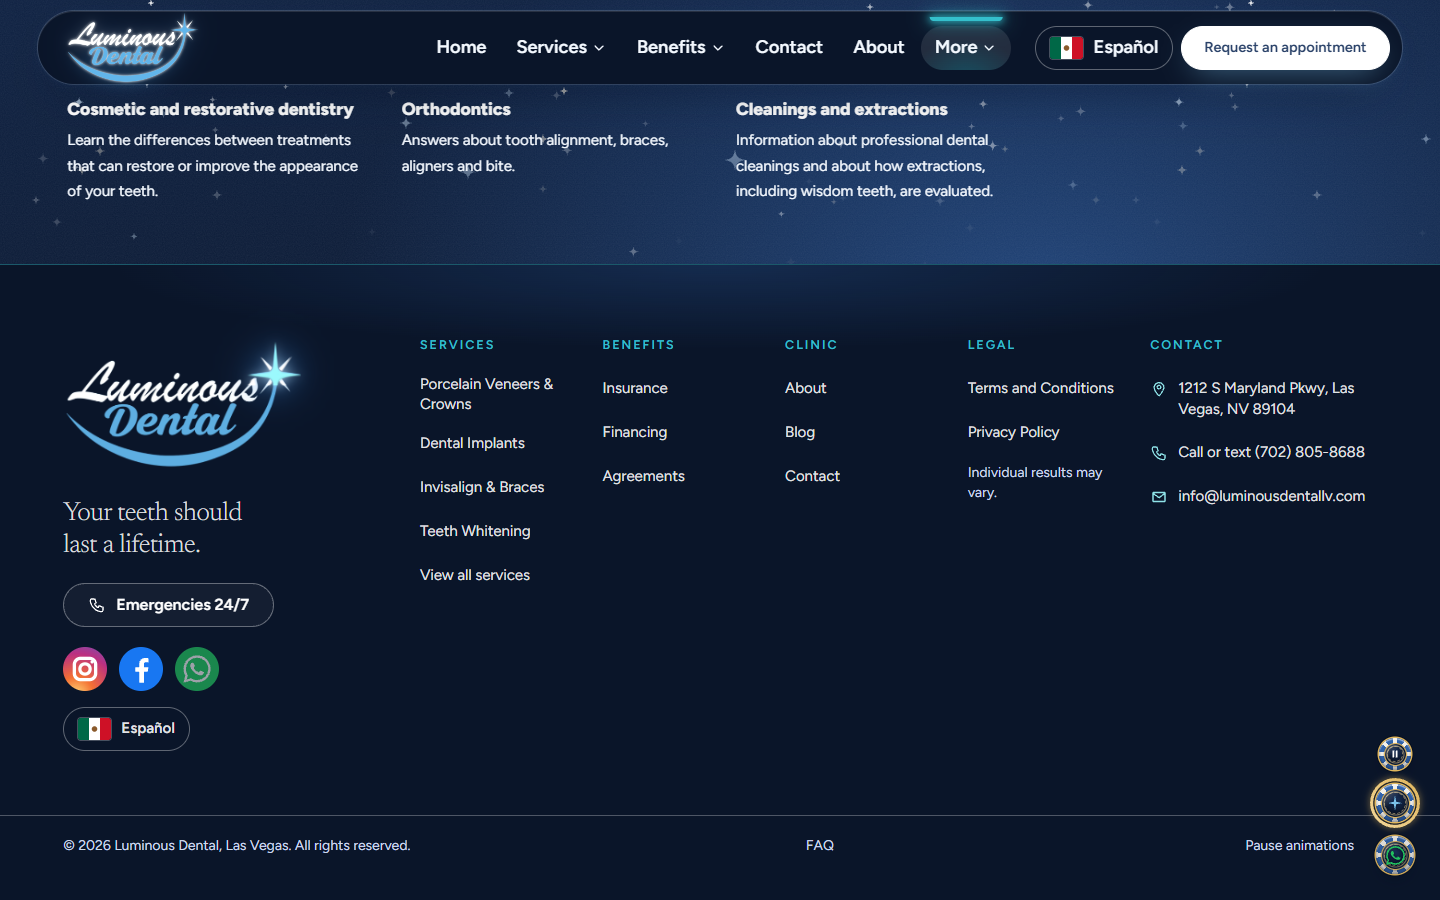 Luminous
Dental
Home
Services
Benefits
Contact
About
More
Español
Request an appointment
Cosmetic and restorative dentistry
Learn the differences between treatments
that can restore or improve the appearance
of your teeth.
Orthodontics
Answers about tooth alignment, braces,
aligners and bite.
Cleanings and extractions
Information about professional dental
cleanings and about how extractions,
including wisdom teeth, are evaluated.
Luminous
Dental
Your teeth should
last a lifetime.
Emergencies 24/7
Español
SERVICES
Porcelain Veneers &
Crowns
Dental Implants
Invisalign & Braces
Teeth Whitening
View all services
BENEFITS
Insurance
Financing
Agreements
CLINIC
About
Blog
Contact
LEGAL
Terms and Conditions
Privacy Policy
Individual results may
vary.
CONTACT
1212 S Maryland Pkwy, Las
Vegas, NV 89104
Call or text (702) 805-8688
info@luminousdentallv.com
© 2026 Luminous Dental, Las Vegas. All rights reserved.
FAQ
Pause animations